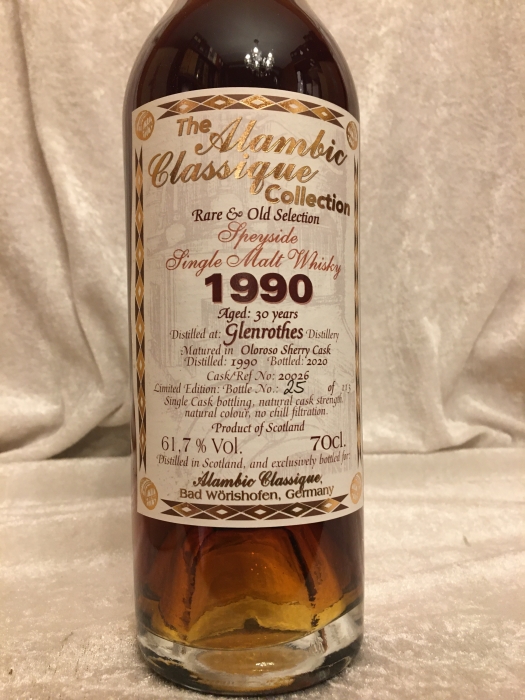 The Alambic
Classique
Collection
Rare & Old Selection
Speyside
Single Malt Whisky
1990
Aged: 30 years
Distilled at: Glenrothes Distillery
Matured in Oloroso Sherry Cask
Distilled: 1990 Bottled: 2020
Cask/Ref No: 20026
Limited Edition: Bottle No.: 25 of 213
Single Cask bottling, natural cask strength,
natural colour, no chill filtration.
Product of Scotland
61,7 % Vol. 70cl.
Distilled in Scotland, and exclusively bottled for:
Alambic Classique,
Bad Wörishofen, Germany